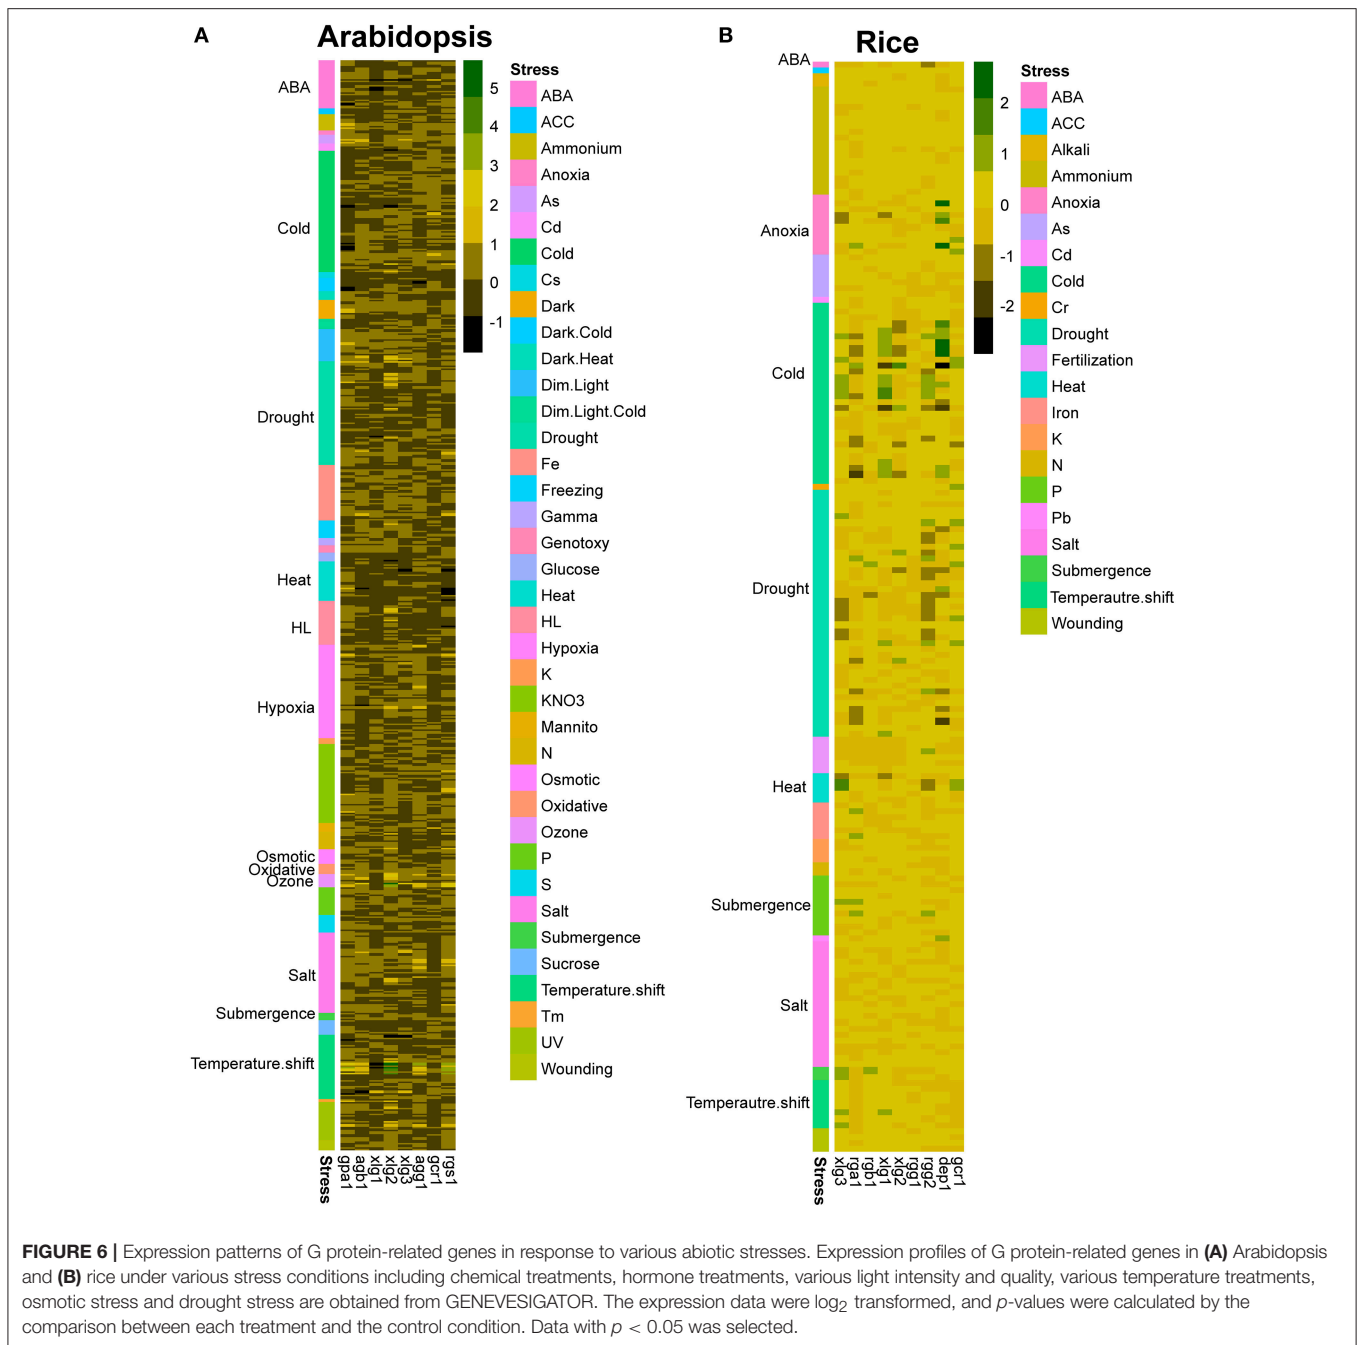 A
Arabidopsis
ABA
Cold
Drought
Heat
HL
Hypoxia
Osmotic
Oxidative
Ozone
Salt
Submergence
Temperature.shift
5
4
3
2
1
0
-1
Stress
ABA
ACC
Ammonium
Anoxia
As
Cd
Cold
Cs
Dark
Dark.Cold
Dark.Heat
Dim.Light
Dim.Light.Cold
Drought
Fe
Freezing
Gamma
Genotoxy
Glucose
Heat
HL
Hypoxia
K
KNO3
Mannito
N
Osmotic
Oxidative
Ozone
P
S
Salt
Submergence
Sucrose
Temperature.shift
Tm
UV
Wounding
Stress
gpa1
agb1
xlg1
xlg2
xlg3
agg1
gcr1
rgs1
B
Rice
ABA
Anoxia
Cold
Drought
Heat
Submergence
Salt
Temperautre.shift
2
1
0
-1
-2
Stress
ABA
ACC
Alkali
Ammonium
Anoxia
As
Cd
Cold
Cr
Drought
Fertilization
Heat
Iron
K
N
P
Pb
Salt
Submergence
Temperautre.shift
Wounding
Stress
xlg3
rga1
rgb1
xlg1
xlg2
rgg1
rgg2
dep1
gcr1
FIGURE 6 | Expression patterns of G protein-related genes in response to various abiotic stresses. Expression profiles of G protein-related genes in (A) Arabidopsis
and (B) rice under various stress conditions including chemical treatments, hormone treatments, various light intensity and quality, various temperature treatments,
osmotic stress and drought stress are obtained from GENEVESIGATOR. The expression data were log2 transformed, and p-values were calculated by the
comparison between each treatment and the control condition. Data with p < 0.05 was selected.